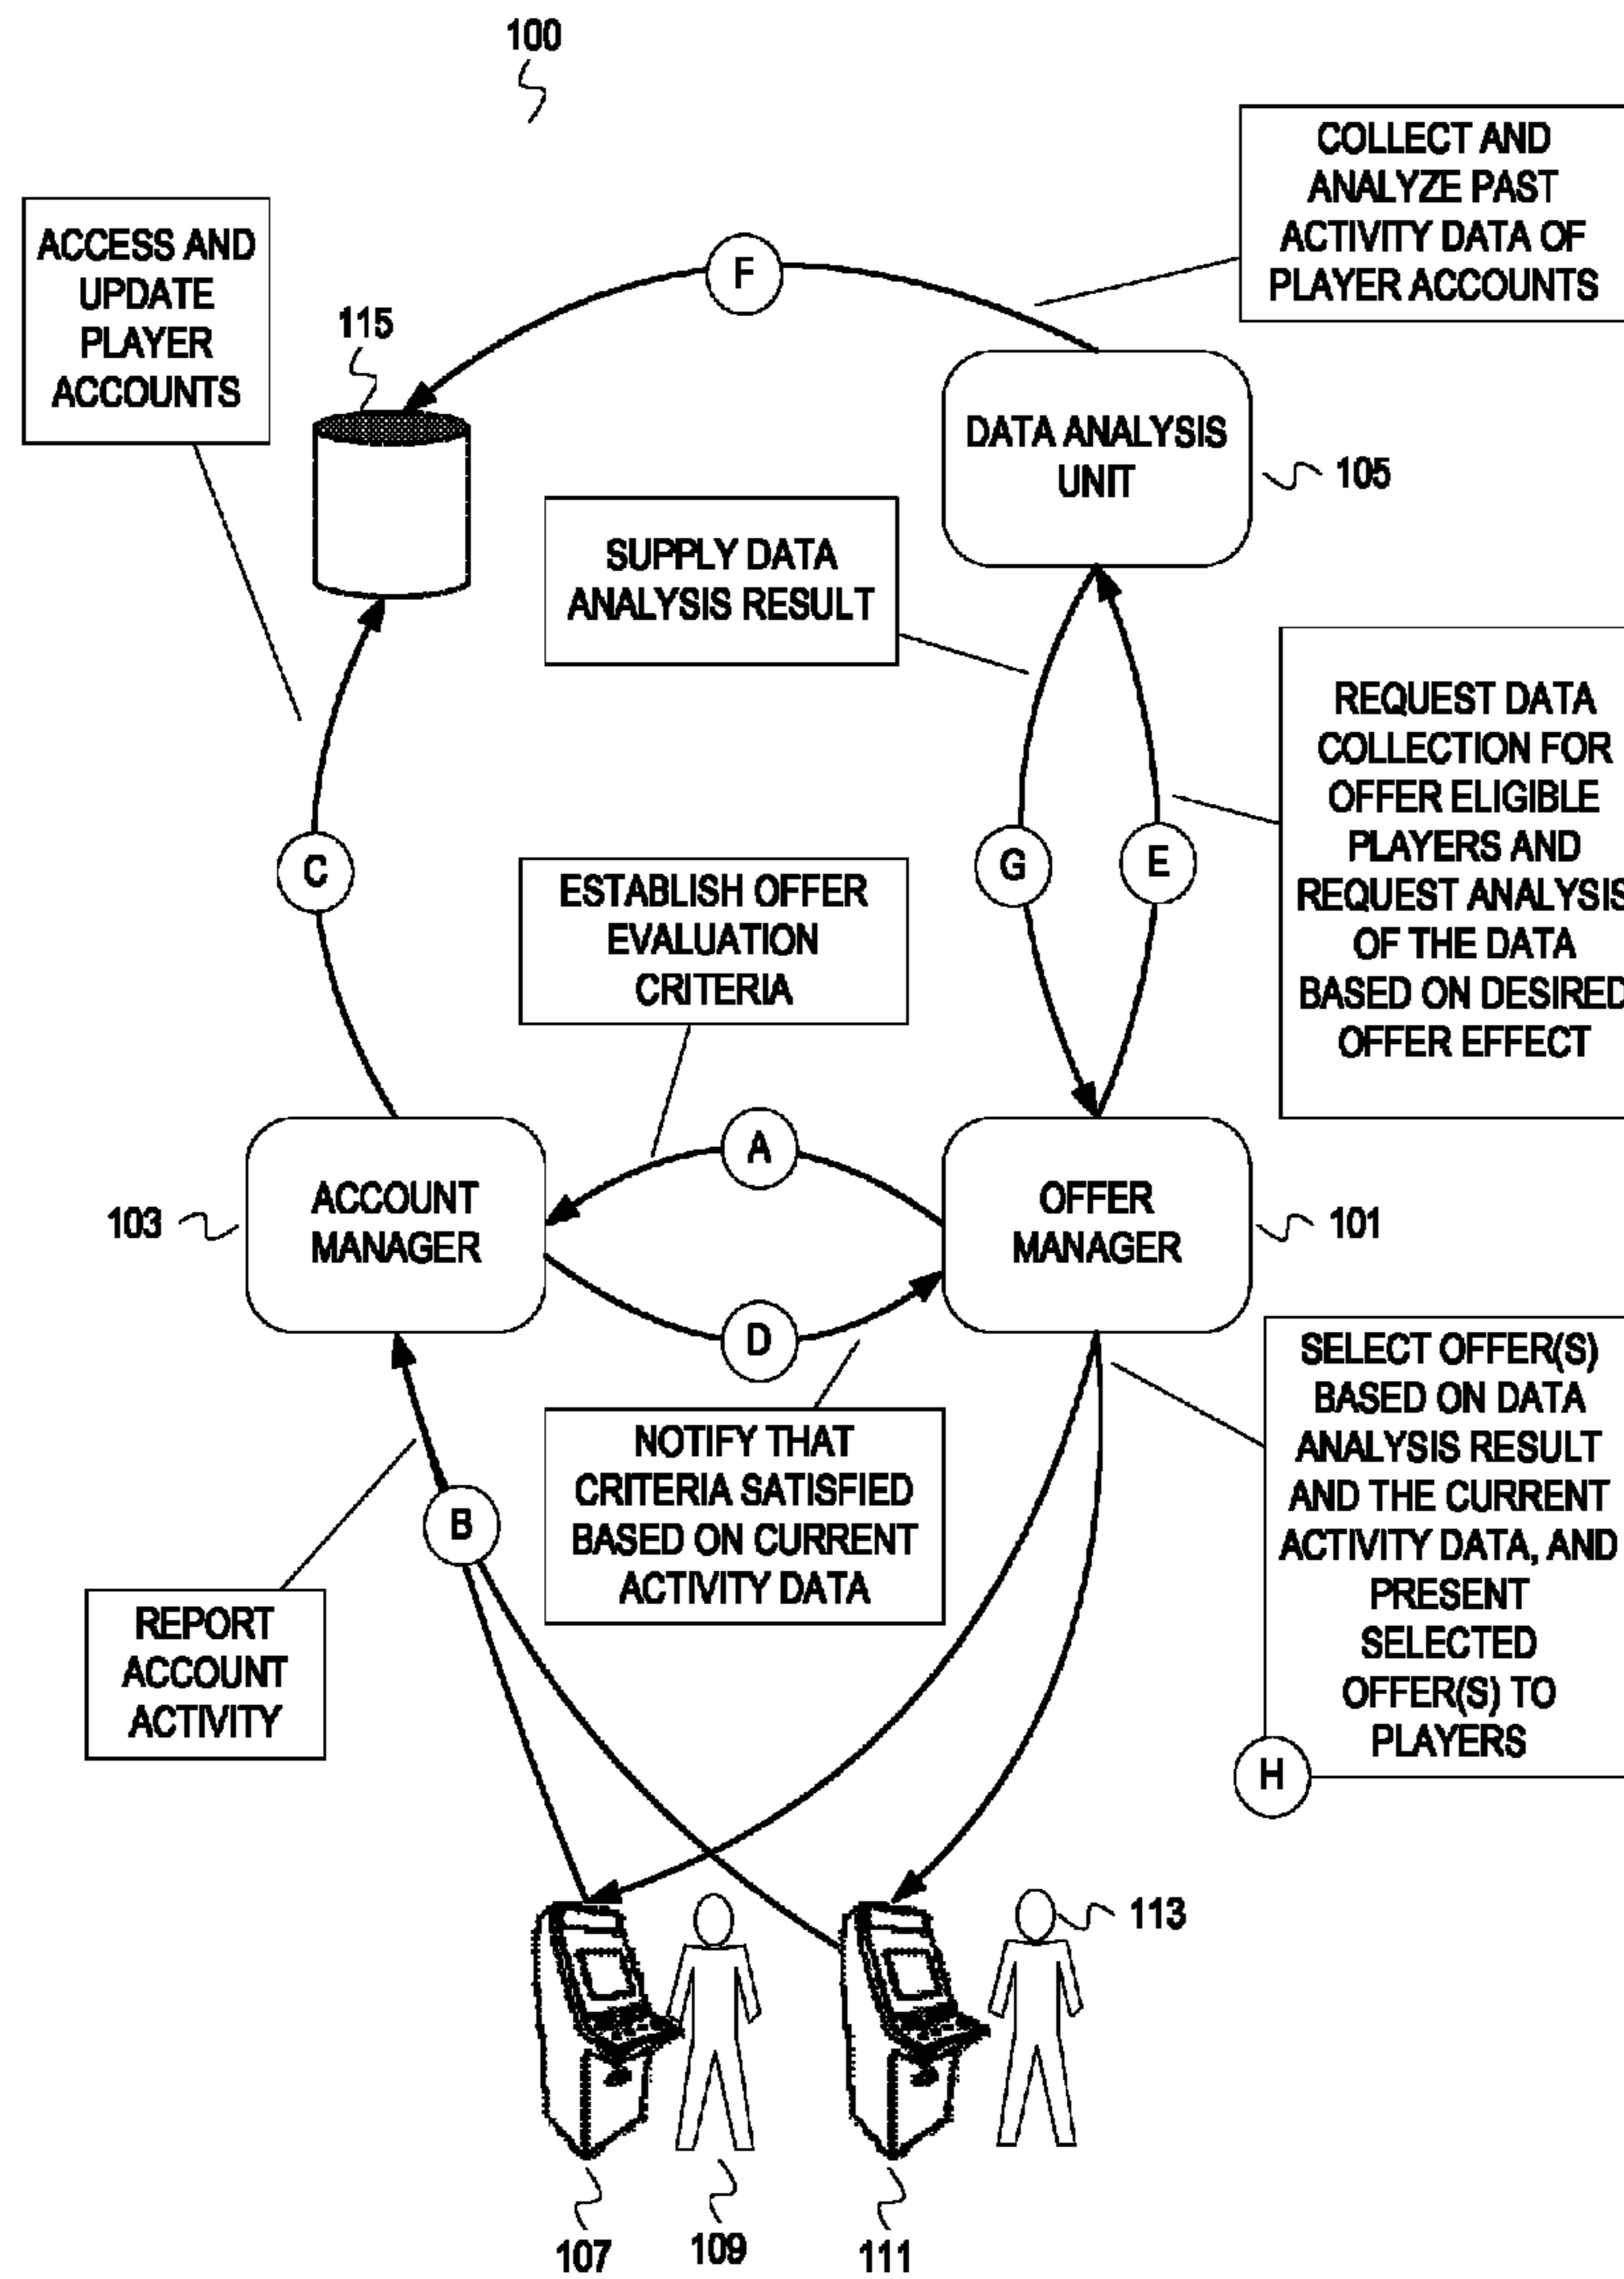 100
COLLECT AND
ANALYZE PAST
ACTIVITY DATA OF
PLAYER ACCOUNTS
ACCESS AND
UPDATE
PLAYER
ACCOUNTS
F
115
DATA ANALYSIS
UNIT
105
SUPPLY DATA
ANALYSIS RESULT
REQUEST DATA
COLLECTION FOR
OFFER ELIGIBLE
PLAYERS AND
REQUEST ANALYSIS
OF THE DATA
BASED ON DESIRED
OFFER EFFECT
C
G
E
ESTABLISH OFFER
EVALUATION
CRITERIA
A
103
ACCOUNT
MANAGER
OFFER
MANAGER
101
D
NOTIFY THAT
CRITERIA SATISFIED
BASED ON CURRENT
ACTIVITY DATA
SELECT OFFER(S)
BASED ON DATA
ANALYSIS RESULT
AND THE CURRENT
ACTIVITY DATA, AND
PRESENT
SELECTED
OFFER(S) TO
PLAYERS
H
B
REPORT
ACCOUNT
ACTIVITY
113
107
109
111